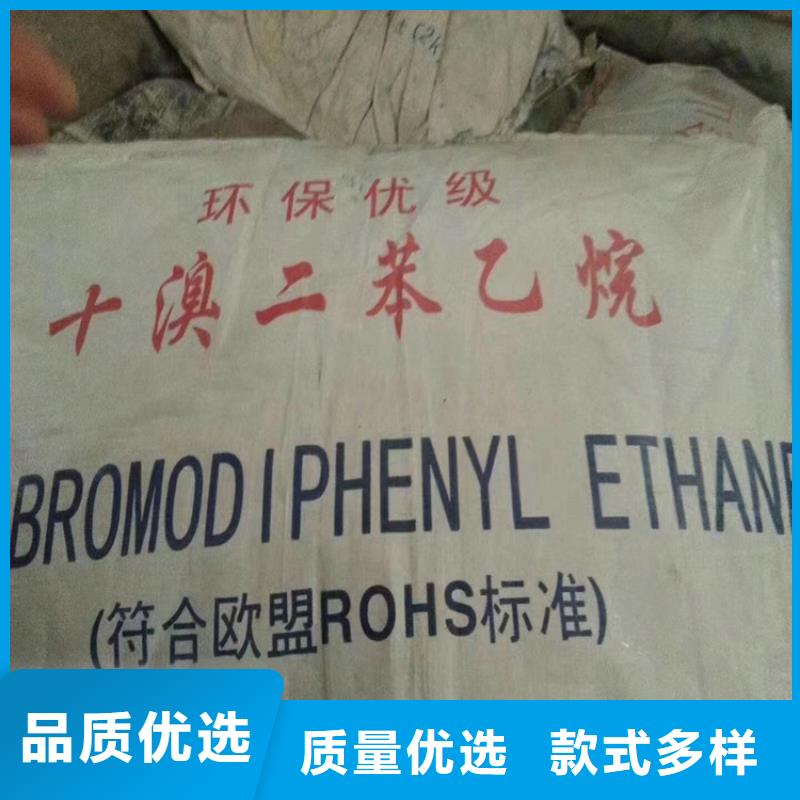 环保优级
十溴二苯乙烷
BROMODIPHENYL ETHANE
(符合欧盟ROHS标准)
品质优选
质量优选 款式多样